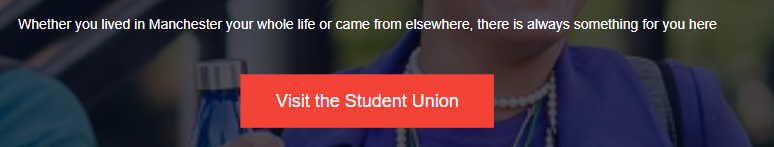 Whether you lived in Manchester your whole life or came from elsewhere, there is always something for you here
Visit the Student Union